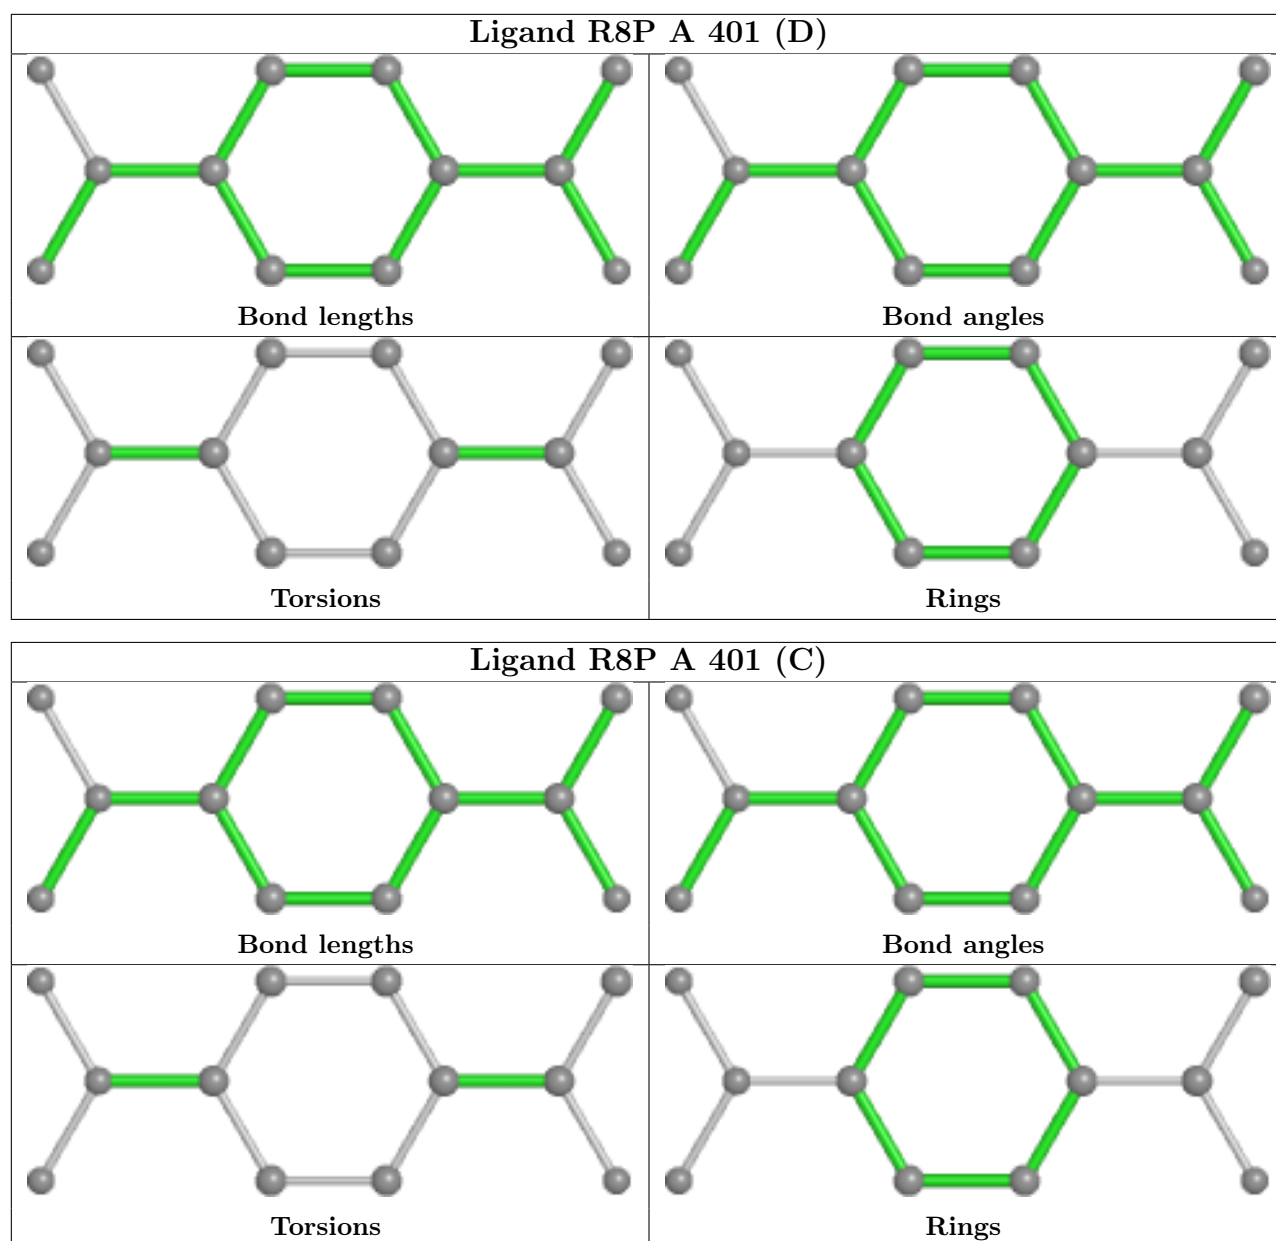 Ligand R8P A 401 (D)
Bond lengths
Bond angles
Torsions
Rings
Ligand R8P A 401 (C)
Bond lengths
Bond angles
Torsions
Rings